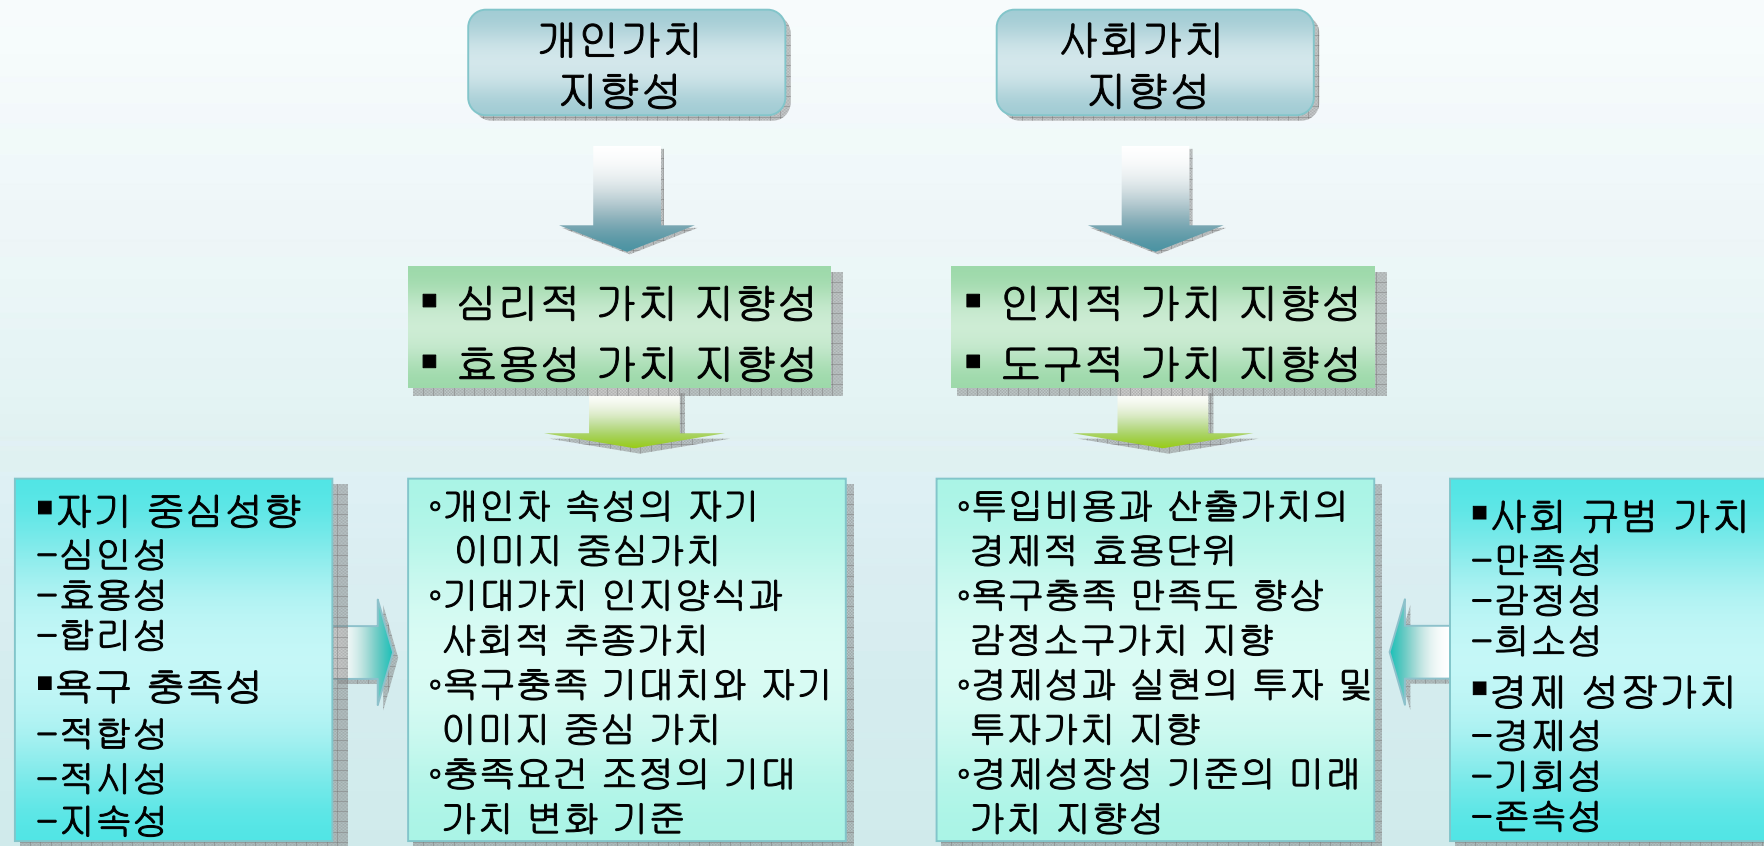 개인가치
지향성
사회가치
지향성
▪ 심리적 가치 지향성
▪ 효용성 가치 지향성
▪ 인지적 가치 지향성
▪ 도구적 가치 지향성
▪자기 중심성향
-심인성
-효용성
-합리성
▪욕구 충족성
-적합성
-적시성
-지속성
∘개인차 속성의 자기
이미지 중심가치
∘기대가치 인지양식과
사회적 추종가치
∘욕구충족 기대치와 자기
이미지 중심 가치
∘충족요건 조정의 기대
가치 변화 기준
∘투입비용과 산출가치의
경제적 효용단위
∘욕구충족 만족도 향상
감정소구가치 지향
∘경제성과 실현의 투자 및
투자가치 지향
∘경제성장성 기준의 미래
가치 지향성
▪사회 규범 가치
-만족성
-감정성
-희소성
▪경제 성장가치
-경제성
-기회성
-존속성